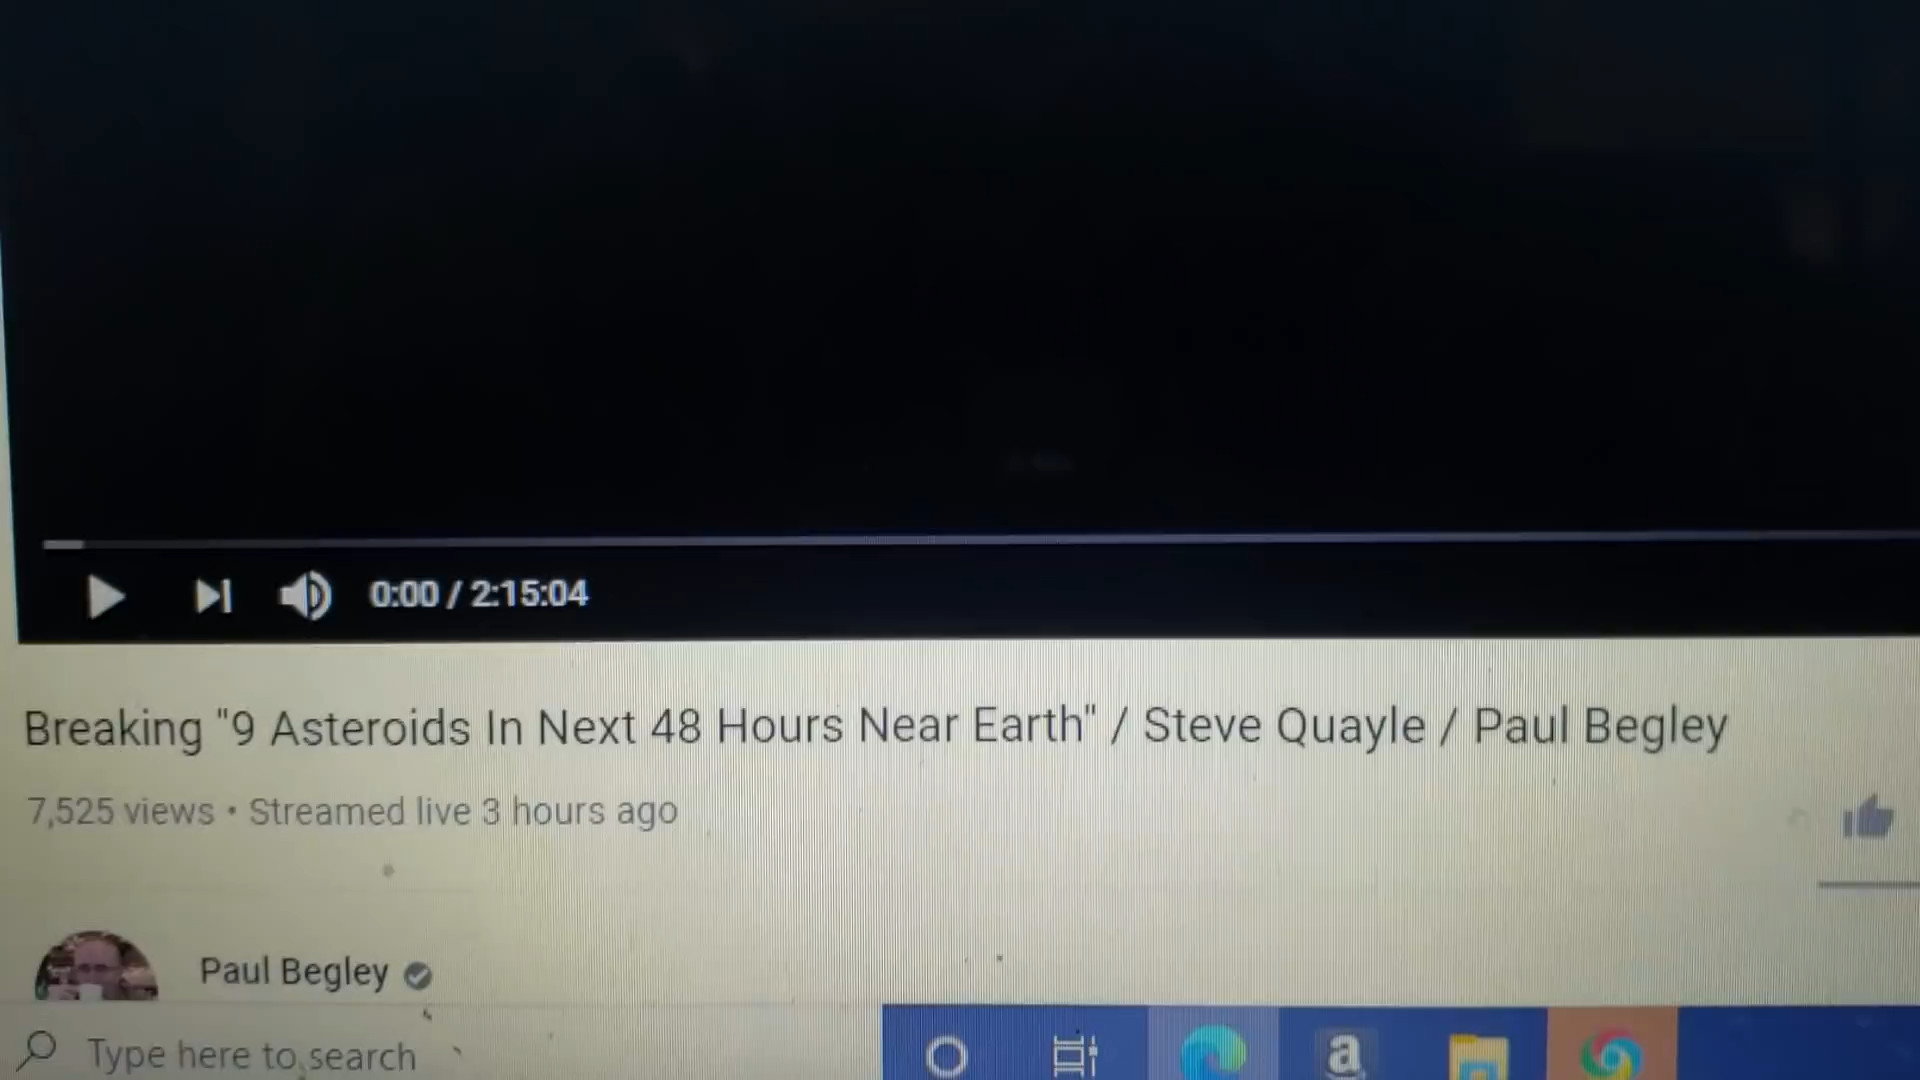 0:00 / 2:15:04
Breaking "9 Asteroids In Next 48 Hours Near Earth" / Steve Quayle / Paul Begley
7,525 views • Streamed live 3 hours ago
Paul Begley
Type here to search
a